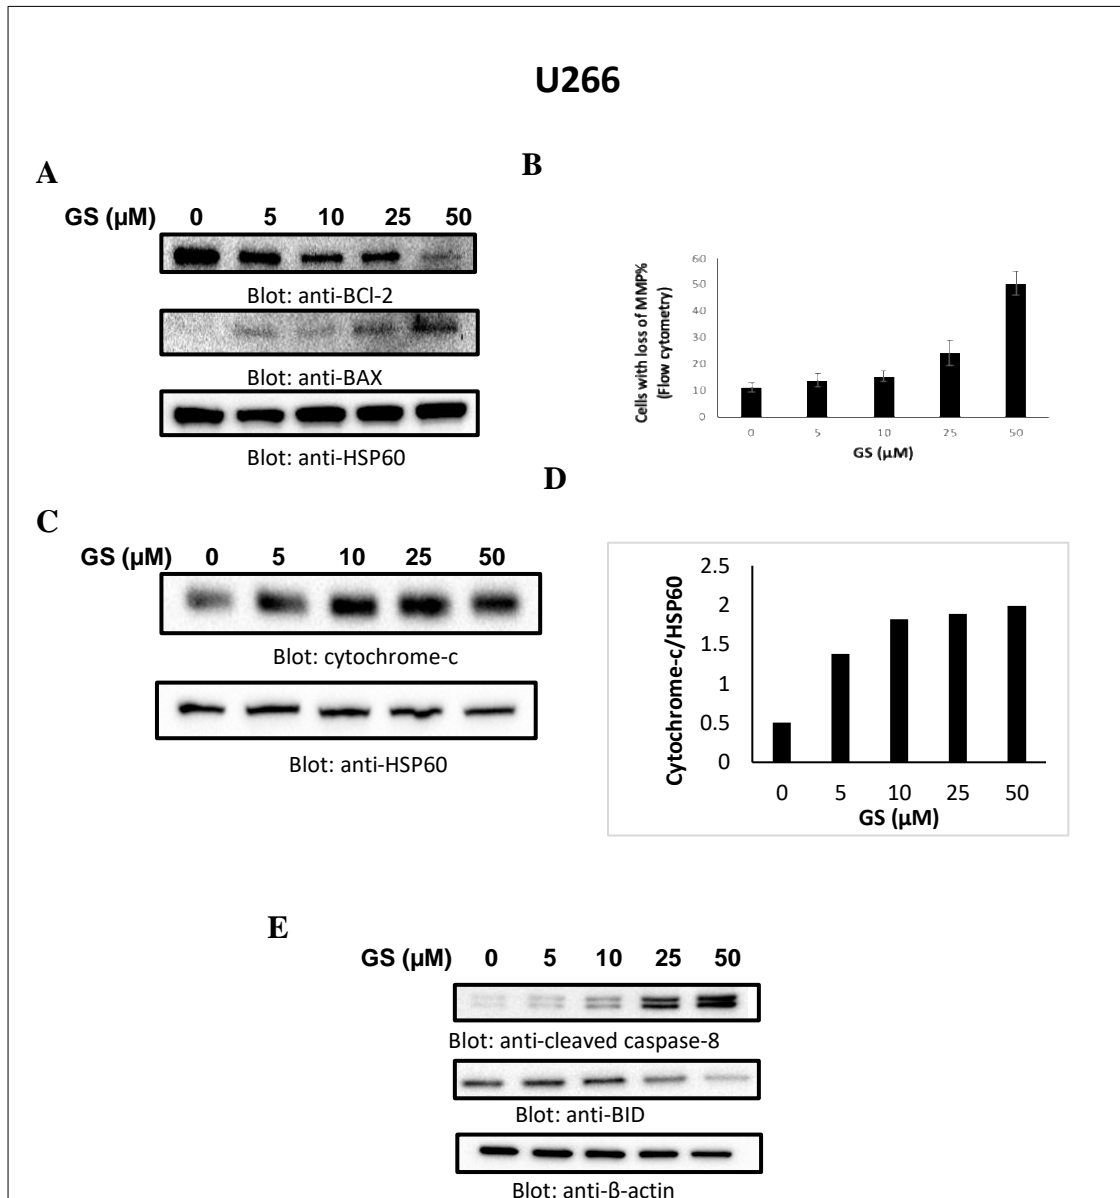 U266
A
GS (µM) 0 5 10 25 50
Blot: anti-BCl-2
Blot: anti-BAX
Blot: anti-HSP60
B
Cells with loss of MMP%
(Flow cytometry)
60
50
40
30
20
10
0
0 5 10 25 50
GS (µM)
C
GS (µM) 0 5 10 25 50
Blot: cytochrome-c
Blot: anti-HSP60
D
Cytochrome-c/HSP60
2.5
2
1.5
1
0.5
0
0 5 10 25 50
GS (µM)
E
GS (µM) 0 5 10 25 50
Blot: anti-cleaved caspase-8
Blot: anti-BID
Blot: anti-β-actin